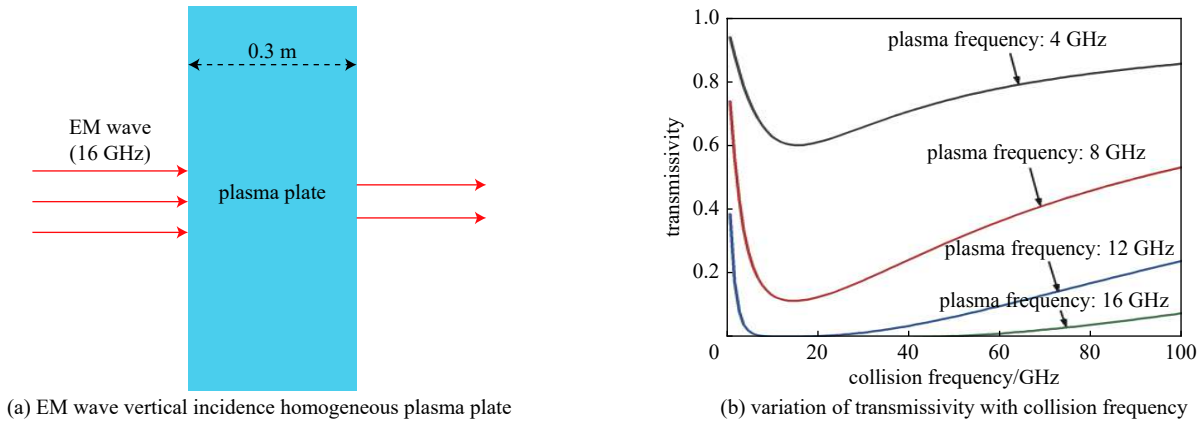 0.3 m
EM wave
(16 GHz)
plasma plate
(a) EM wave vertical incidence homogeneous plasma plate
1.0
0.8
0.6
0.4
0.2
0
20
40
60
80
100
transmissivity
collision frequency/GHz
plasma frequency: 4 GHz
plasma frequency: 8 GHz
plasma frequency: 12 GHz
plasma frequency: 16 GHz
(b) variation of transmissivity with collision frequency